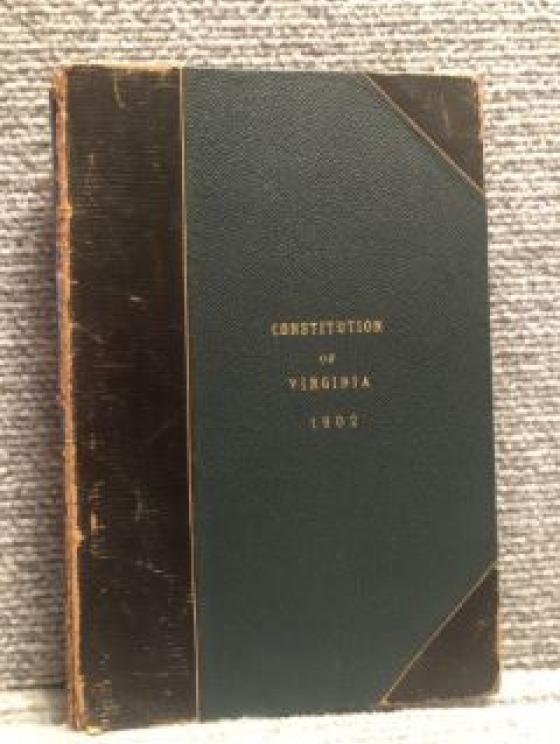 CONSTITUTION
OF
VIRGINIA
1902